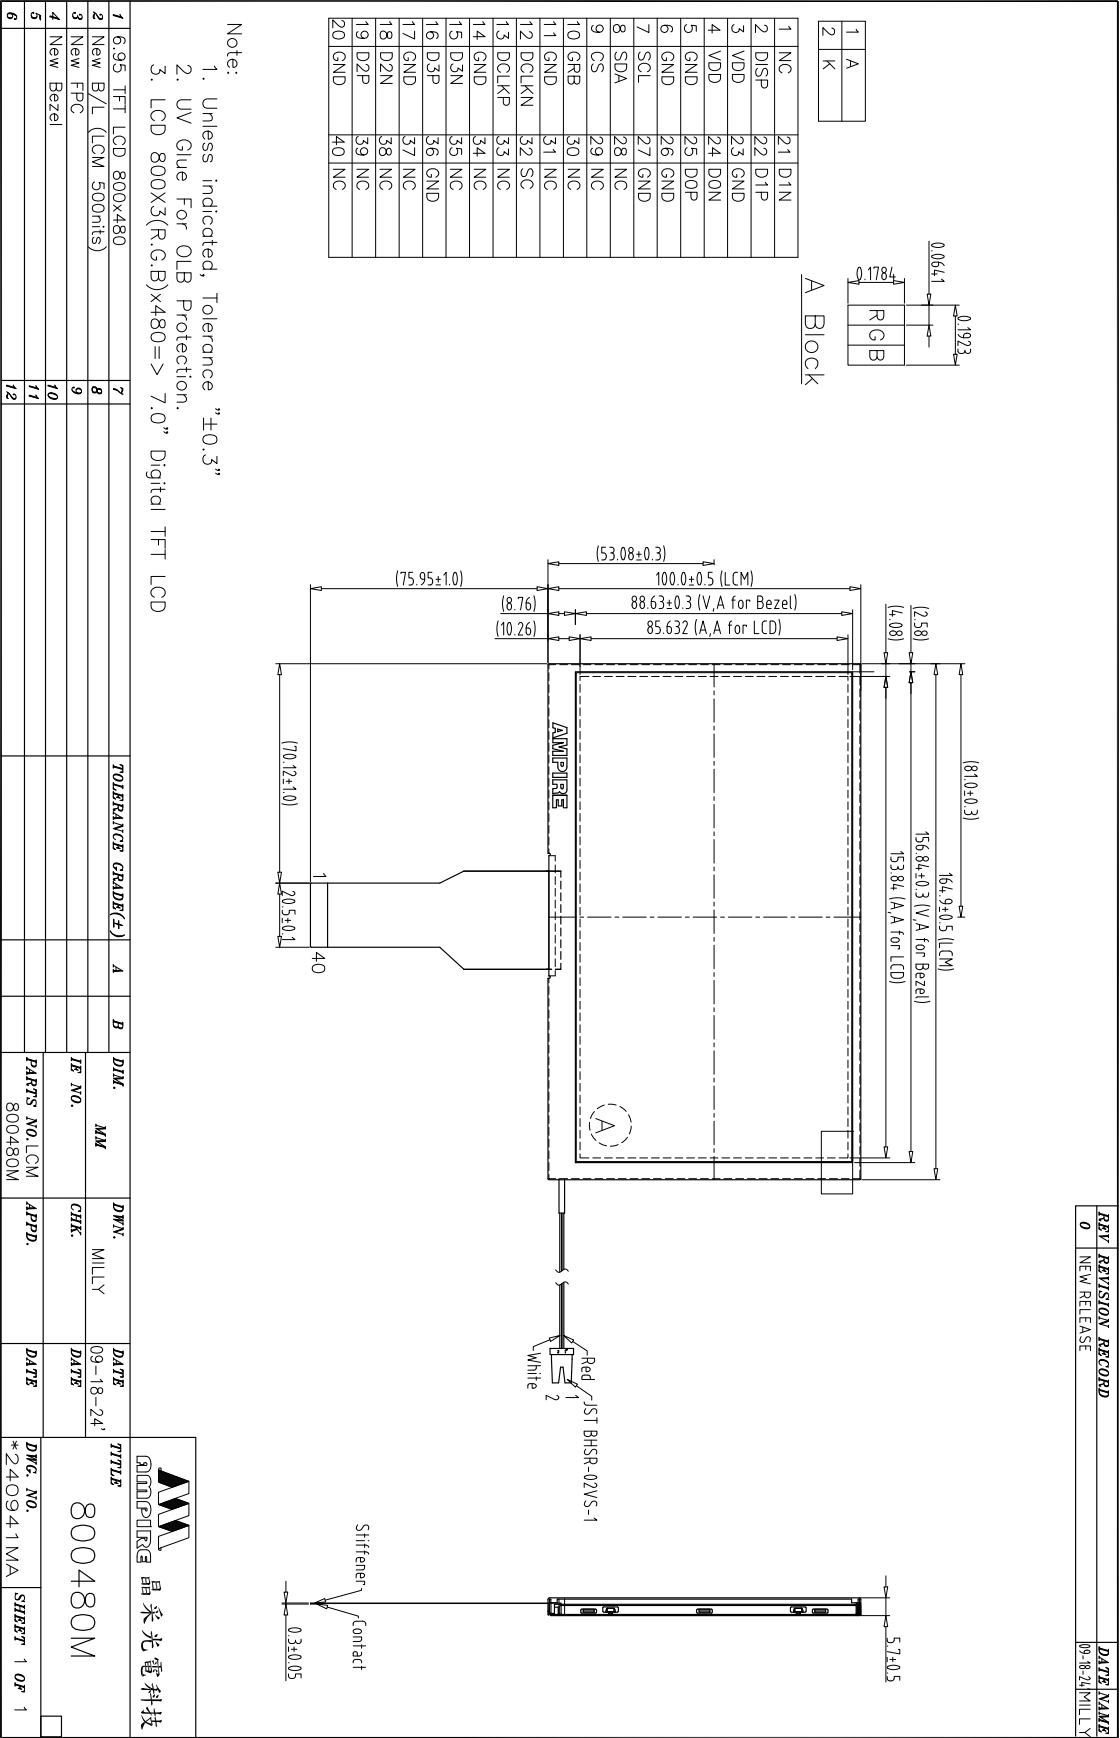 REV REVISION RECORD DATE NAME
0 NEW RELEASE 09-18-24' MILLY
1 A
2 K
0.0641
0.1923
0.1784
R G B
A Block
1 NC 21 D1N
2 DISP 22 D1P
3 VDD 23 GND
4 VDD 24 D0N
5 GND 25 D0P
6 GND 26 GND
7 SCL 27 GND
8 SDA 28 NC
9 CS 29 NC
10 GRB 30 NC
11 GND 31 NC
12 DCLKN 32 SC
13 DCLKP 33 NC
14 GND 34 NC
15 D3N 35 NC
16 D3P 36 GND
17 GND 37 NC
18 D2N 38 NC
19 D2P 39 NC
20 GND 40 NC
(81.0±0.3)
164.9±0.5 (LCM)
156.84±0.3 (V,A for Bezel)
153.84 (A,A for LCD)
(2.58)
(4.08)
(53.08±0.3)
100.0±0.5 (LCM)
88.63±0.3 (V,A for Bezel)
85.632 (A,A for LCD)
(8.76)
(10.26)
(75.95±1.0)
AMPIRE
A
(70.12±1.0)
20.5±0.1
1
40
Red
White
JST BHSR-02VS-1
1
2
5.7±0.5
Stiffener
Contact
0.3±0.05
Note:
1. Unless indicated, Tolerance "±0.3"
2. UV Glue For OLB Protection.
3. LCD 800X3(R.G.B)x480=> 7.0" Digital TFT LCD
1 6.95 TFT LCD 800x480 7
2 New B/L (LCM 500nits) 8
3 New FPC 9
4 New Bezel 10
5 11
6 12
TOLERANCE GRADE(±) A B
DIM. MM
IE NO.
PARTS NO. LCM
800480M
DWN. MILLY
CHK.
APPD.
DATE 09-18-24'
DATE
DATE
AMPIRE 晶采光電科技
TITLE
800480M
DWG. NO.
*240941MA
SHEET 1 OF 1